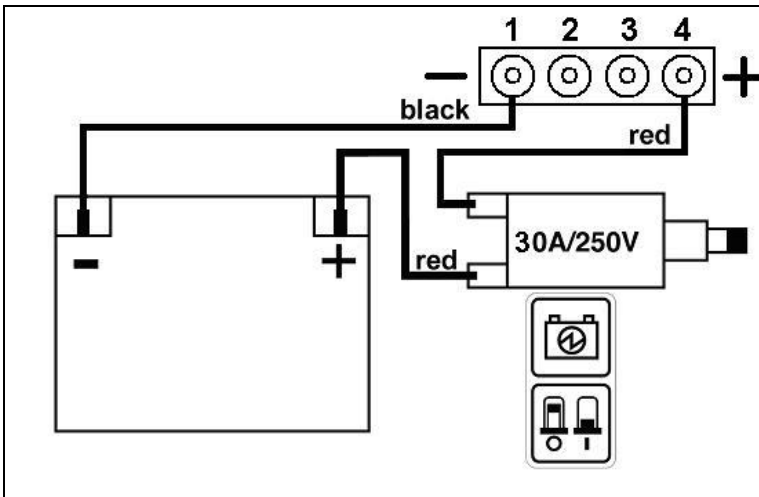 1 2 3 4
− +
black
red
30A/250V
red
- +
O I